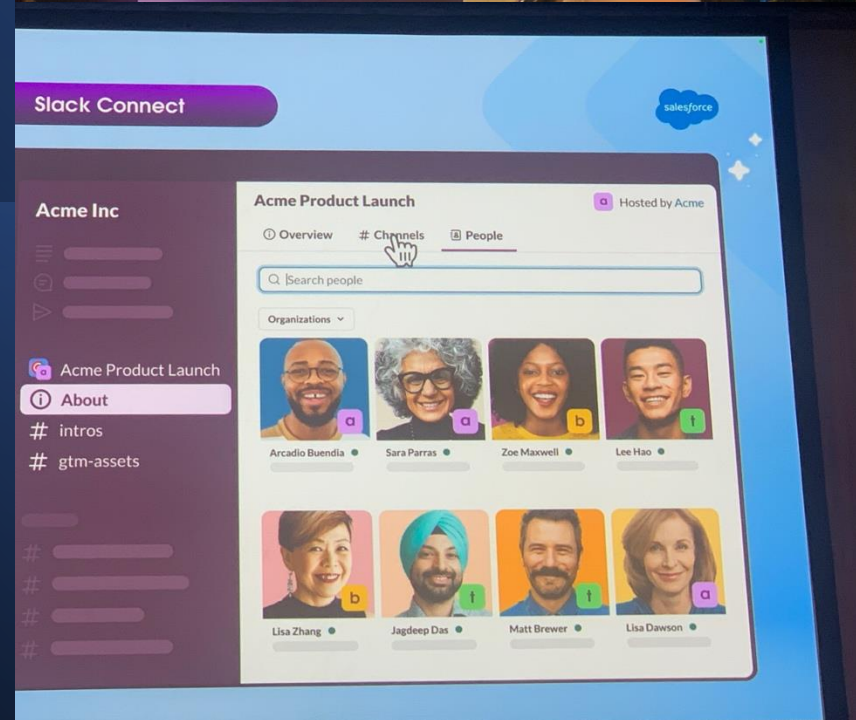 Slack Connect
salesforce
Acme Inc
Acme Product Launch
a Hosted by Acme
Overview # Channels People
Search people
Organizations
a Acme Product Launch
About
# intros
# gtm-assets
a a b t
Arcadio Buendia Sara Parras Zoe Maxwell Lee Hao
b t t a
Lisa Zhang Jagdeep Das Matt Brewer Lisa Dawson
#
#
#
#